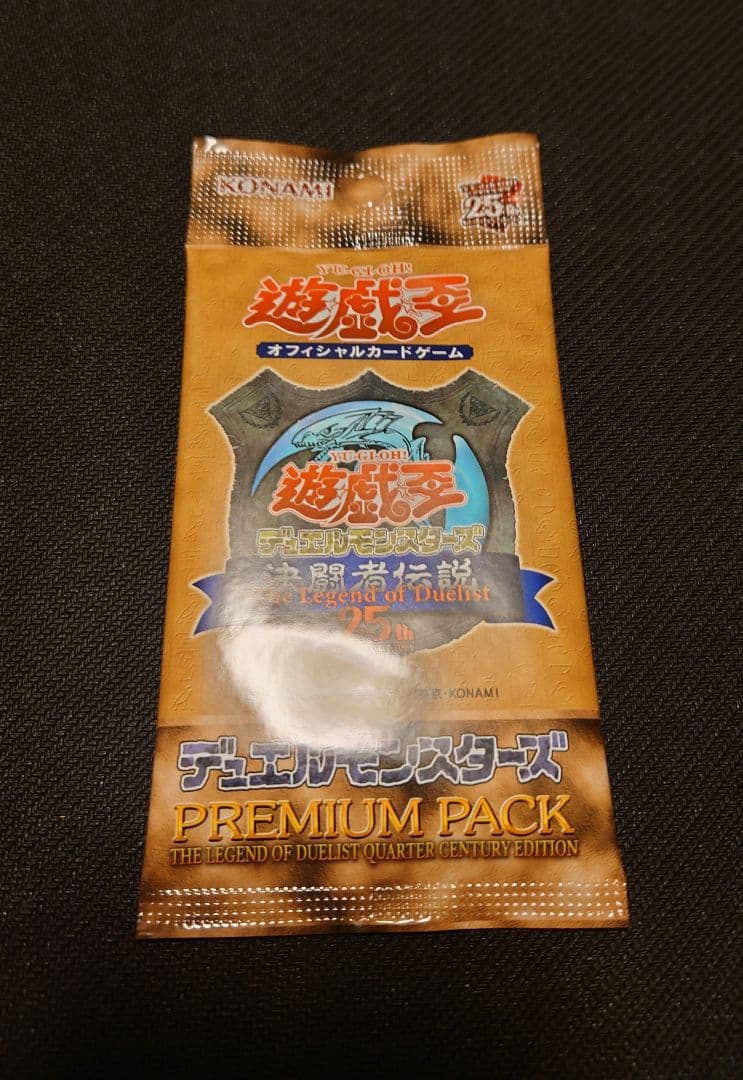 KONAMI
25th
YU-GI-OH!
遊戯王
オフィシャルカードゲーム
YU-GI-OH!
遊戯王
デュエルモンスターズ
決闘者伝説
The Legend of Duelist
25th
KONAMI
デュエルモンスターズ
PREMIUM PACK
THE LEGEND OF DUELIST QUARTER CENTURY EDITION